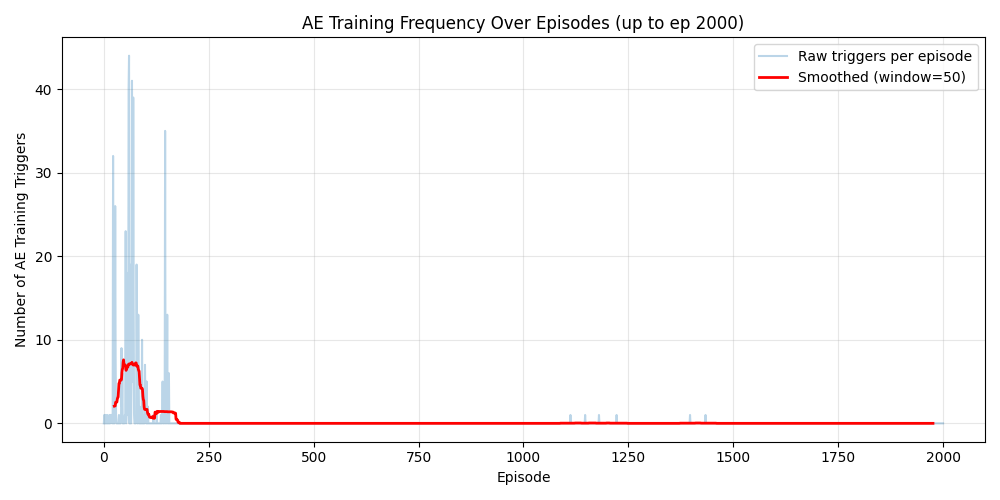 AE Training Frequency Over Episodes (up to ep 2000)
Raw triggers per episode
Smoothed (window=50)
Number of AE Training Triggers
40
30
20
10
0
0 250 500 750 1000 1250 1500 1750 2000
Episode